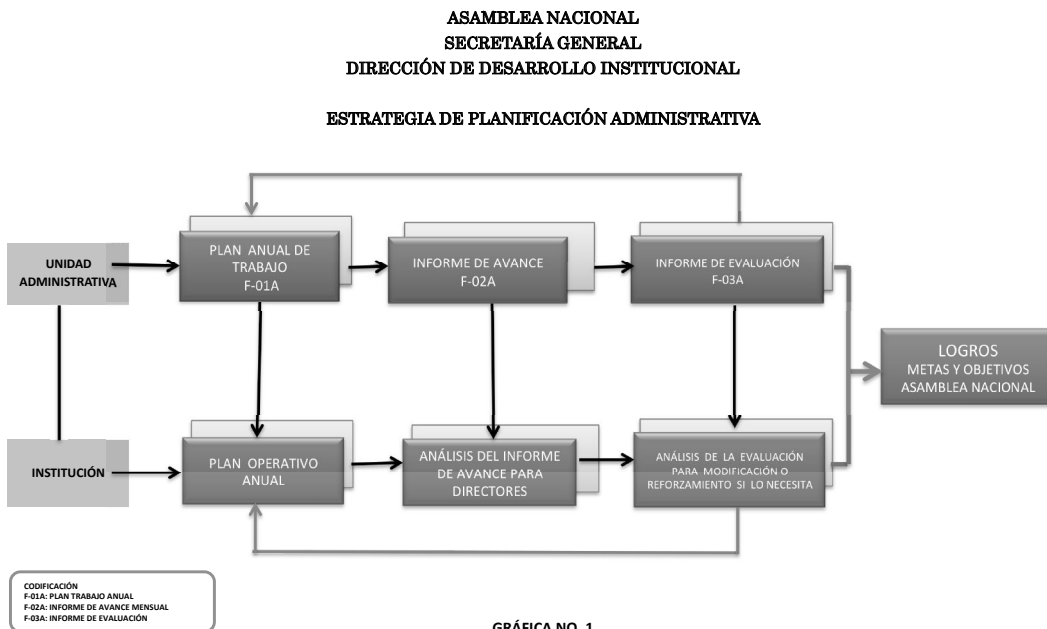 ASAMBLEA NACIONAL
SECRETARÍA GENERAL
DIRECCIÓN DE DESARROLLO INSTITUCIONAL
ESTRATEGIA DE PLANIFICACIÓN ADMINISTRATIVA
UNIDAD
ADMINISTRATIVA
PLAN ANUAL DE
TRABAJO
F-01A
INFORME DE AVANCE
F-02A
INFORME DE EVALUACIÓN
F-03A
LOGROS
METAS Y OBJETIVOS
ASAMBLEA NACIONAL
INSTITUCIÓN
PLAN OPERATIVO
ANUAL
ANÁLISIS DEL INFORME
DE AVANCE PARA
DIRECTORES
ANÁLISIS DE LA EVALUACIÓN
PARA MODIFICACIÓN O
REFORZAMIENTO SI LO NECESITA
CODIFICACIÓN
F-01A: PLAN TRABAJO ANUAL
F-02A: INFORME DE AVANCE MENSUAL
F-03A: INFORME DE EVALUACIÓN
GRÁFICA NO. 1